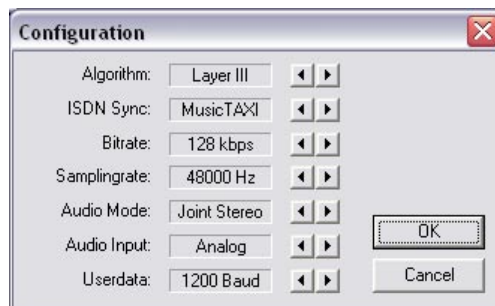 Configuration
Algorithm: Layer III
ISDN Sync: MusicTAXI
Bitrate: 128 kbps
Samplingrate: 48000 Hz
Audio Mode: Joint Stereo
Audio Input: Analog
Userdata: 1200 Baud
OK
Cancel